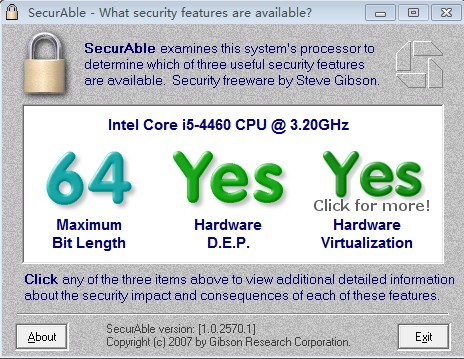 SecurAble - What security features are available?
SecurAble examines this system's processor to
determine which of three useful security features
are available.  Security freeware by Steve Gibson.
Intel Core i5-4460 CPU @ 3.20GHz
64 Yes Yes
Click for more!
Maximum Hardware Hardware
Bit Length D.E.P. Virtualization
Click any of the three items above to view additional detailed information
about the security impact and consequences of each of these features.
About
SecurAble version: [1.0.2570.1]
Copyright (c) 2007 by Gibson Research Corporation.
Exit